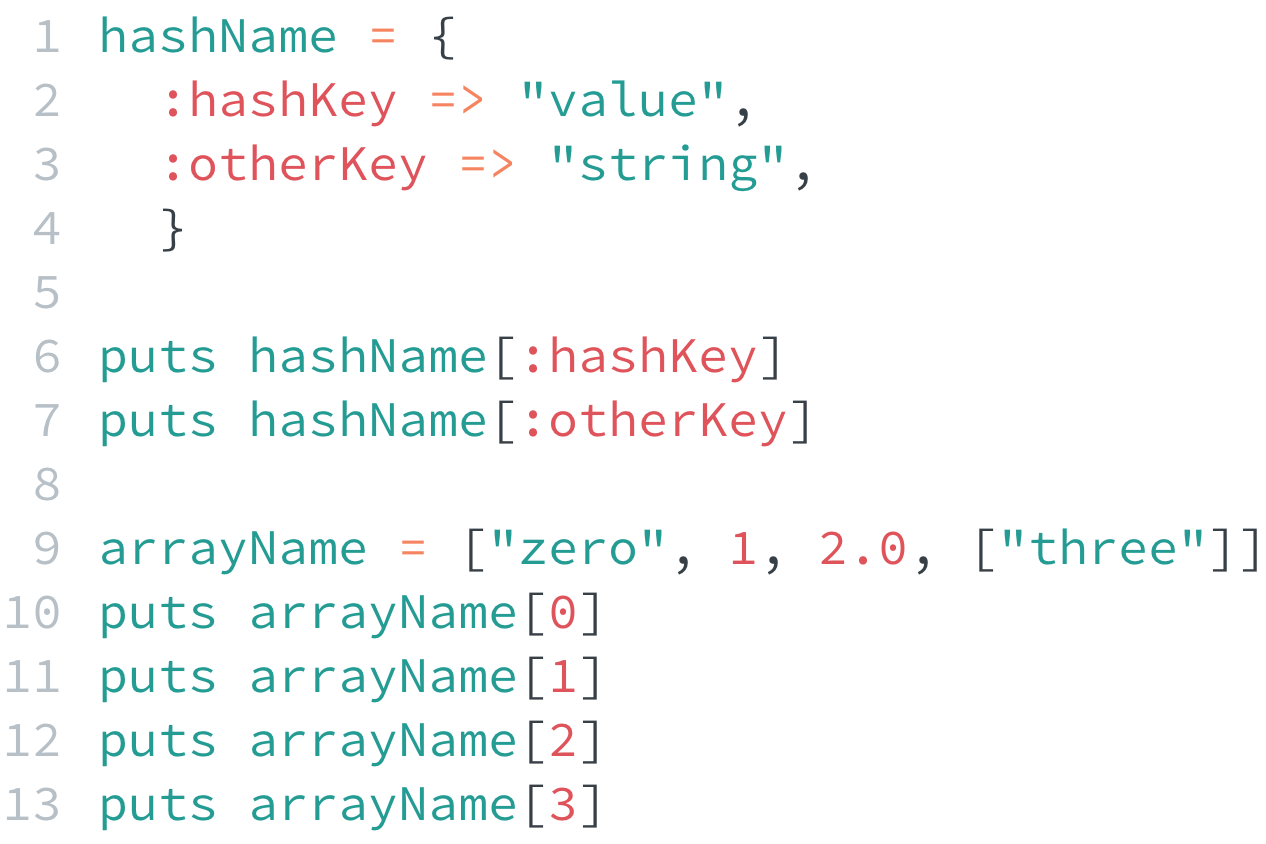 1 hashName = {
2   :hashKey => "value",
3   :otherKey => "string",
4   }
5
6 puts hashName[:hashKey]
7 puts hashName[:otherKey]
8
9 arrayName = ["zero", 1, 2.0, ["three"]]
10 puts arrayName[0]
11 puts arrayName[1]
12 puts arrayName[2]
13 puts arrayName[3]